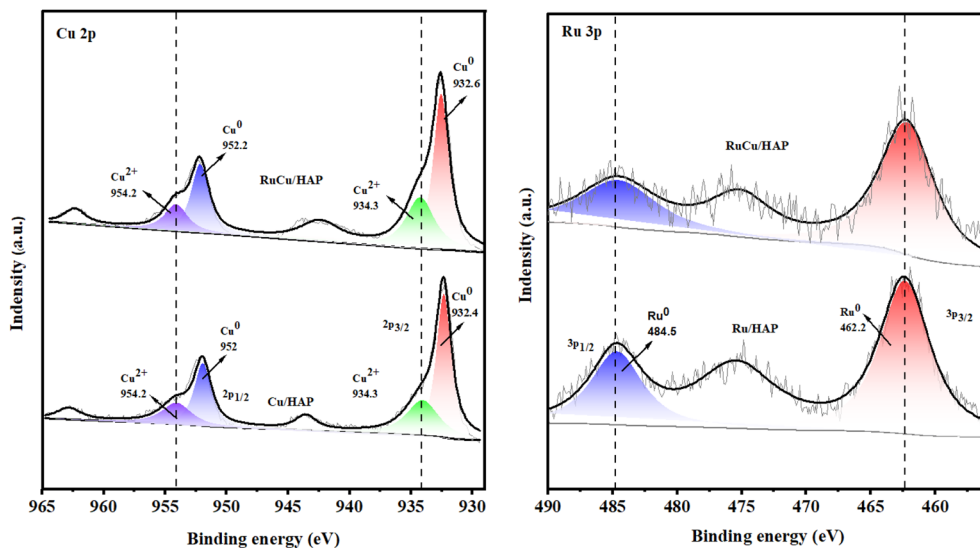 Cu 2p
Cu0
932.6
Cu0
952.2
Cu2+
954.2
RuCu/HAP
Cu2+
934.3
Cu0
932.4
2p3/2
Cu0
952
Cu2+
954.2
2p1/2
Cu/HAP
Cu2+
934.3
965 960 955 950 945 940 935 930
Binding energy (eV)
Indensity (a.u.)
Ru 3p
RuCu/HAP
Ru0
484.5
3p1/2
Ru/HAP
Ru0
462.2
3p3/2
490 485 480 475 470 465 460
Binding energy (eV)
Indensity (a.u.)